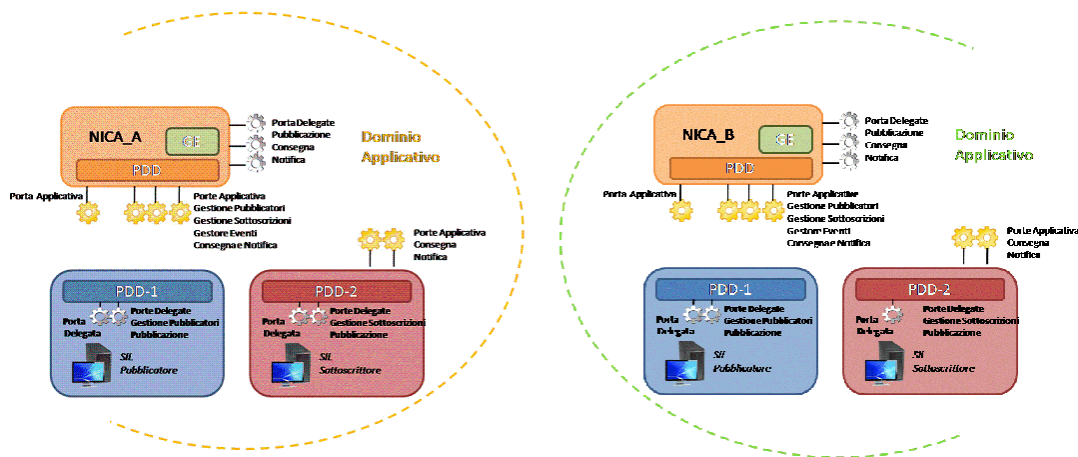 NICA_A
GE
PDD
Porta Delegate
Pubblicazione
Consegna
Notifica
Dominio
Applicativo
Porta Applicativa
Porte Applicativa
Gestione Pubblicatori
Gestione Sottoscrizioni
Gestore Eventi
Consegna e Notifica
Porte Applicativa
Consegna
Notifica
PDD-1
Porta
Delegata
Porte Delegate
Gestione Pubblicatori
Pubblicazione
SIL
Pubblicatore
PDD-2
Porta
Delegata
Porte Delegate
Gestione Sottoscrizioni
Pubblicazione
SIL
Sottoscrittore
NICA_B
GE
PDD
Porta Delegate
Pubblicazione
Consegna
Notifica
Dominio
Applicativo
Porta Applicativa
Porte Applicative
Gestione Pubblicatori
Gestione Sottoscrizioni
Gestore Eventi
Consegna e Notifica
Porte Applicativa
Consegna
Notifica
PDD-1
Porta
Delegata
Porte Delegate
Gestione Pubblicatori
Pubblicazione
SIL
Pubblicatore
PDD-2
Porta
Delegata
Porte Delegate
Gestione Sottoscrizioni
Pubblicazione
SIL
Sottoscrittore